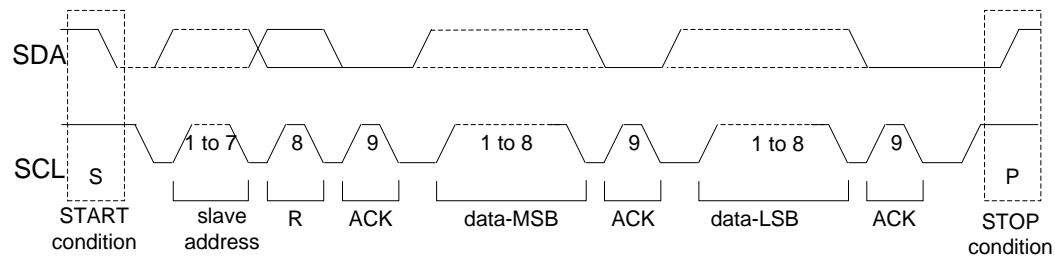 SDA
1 to 7 8 9 1 to 8 9 1 to 8 9
SCL S P
START condition
slave address
R
ACK
data-MSB
ACK
data-LSB
ACK
STOP condition